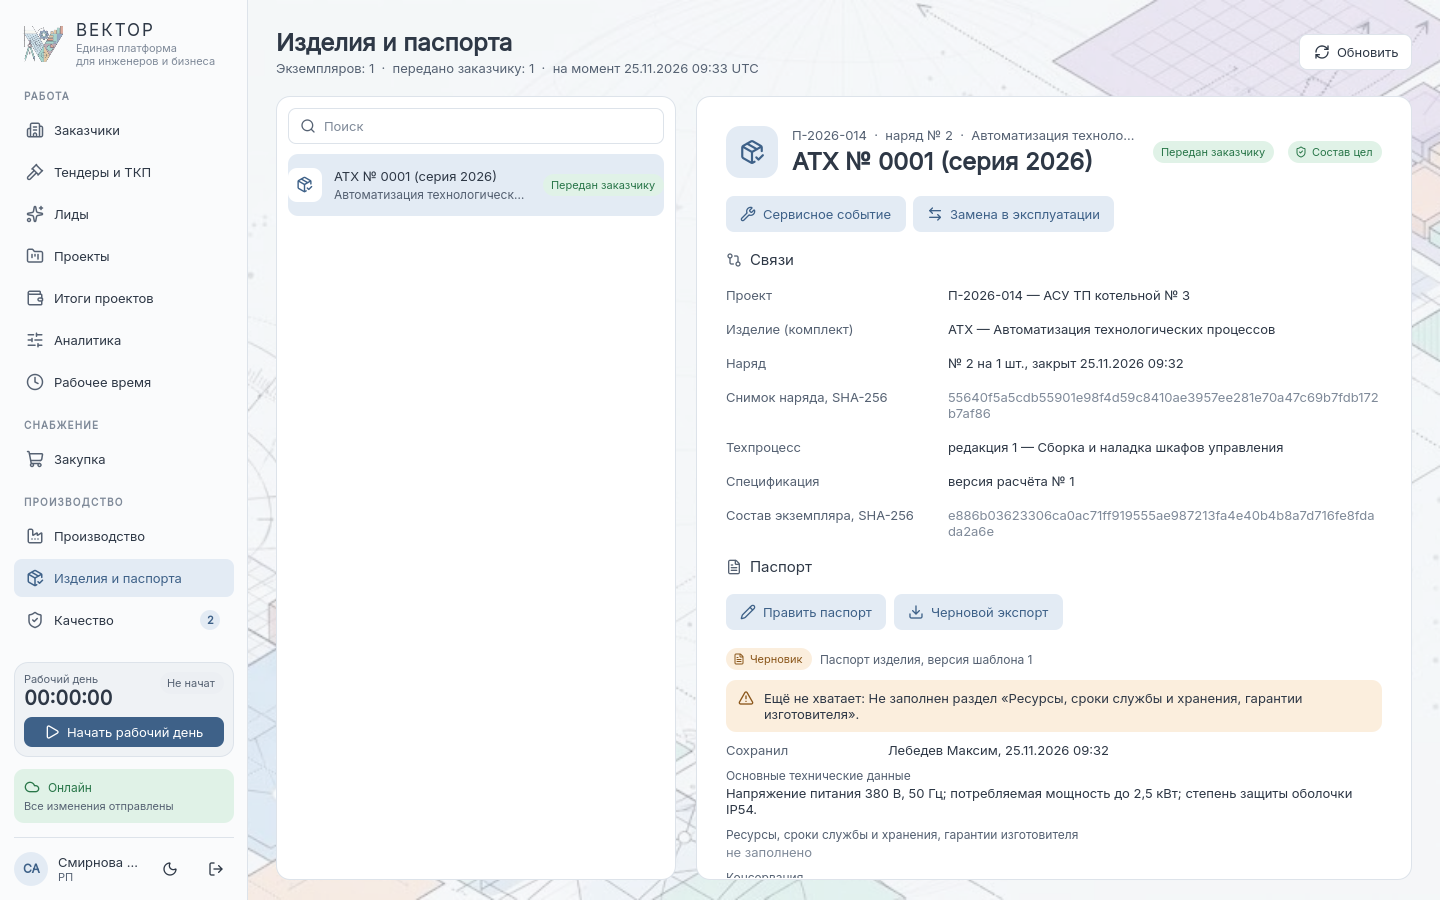 ВЕКТОР
Единая платформа
для инженеров и бизнеса
РАБОТА
Заказчики
Тендеры и ТКП
Лиды
Проекты
Итоги проектов
Аналитика
Рабочее время
СНАБЖЕНИЕ
Закупка
ПРОИЗВОДСТВО
Производство
Изделия и паспорта
Качество 2
Рабочий день
Не начат
00:00:00
Начать рабочий день
Онлайн
Все изменения отправлены
СА
Смирнова ...
РП
Изделия и паспорта
Экземпляров: 1 · передано заказчику: 1 · на момент 25.11.2026 09:33 UTC
Обновить
Поиск
АТХ № 0001 (серия 2026)
Автоматизация технологическ...
Передан заказчику
П-2026-014 · наряд № 2 · Автоматизация техноло...
АТХ № 0001 (серия 2026)
Передан заказчику
Состав цел
Сервисное событие
Замена в эксплуатации
Связи
Проект П-2026-014 — АСУ ТП котельной № 3
Изделие (комплект) АТХ — Автоматизация технологических процессов
Наряд № 2 на 1 шт., закрыт 25.11.2026 09:32
Снимок наряда, SHA-256 55640f5a5cdb55901e98f4d59c8410ae3957ee281e70a47c69b7fdb172
b7af86
Техпроцесс редакция 1 — Сборка и наладка шкафов управления
Спецификация версия расчёта № 1
Состав экземпляра, SHA-256 e886b03623306ca0ac71ff919555ae987213fa4e40b4b8a7d716fe8fda
da2a6e
Паспорт
Править паспорт
Черновой экспорт
Черновик
Паспорт изделия, версия шаблона 1
Ещё не хватает: Не заполнен раздел «Ресурсы, сроки службы и хранения, гарантии
изготовителя».
Сохранил Лебедев Максим, 25.11.2026 09:32
Основные технические данные
Напряжение питания 380 В, 50 Гц; потребляемая мощность до 2,5 кВт; степень защиты оболочки
IP54.
Ресурсы, сроки службы и хранения, гарантии изготовителя
не заполнено
Консервация